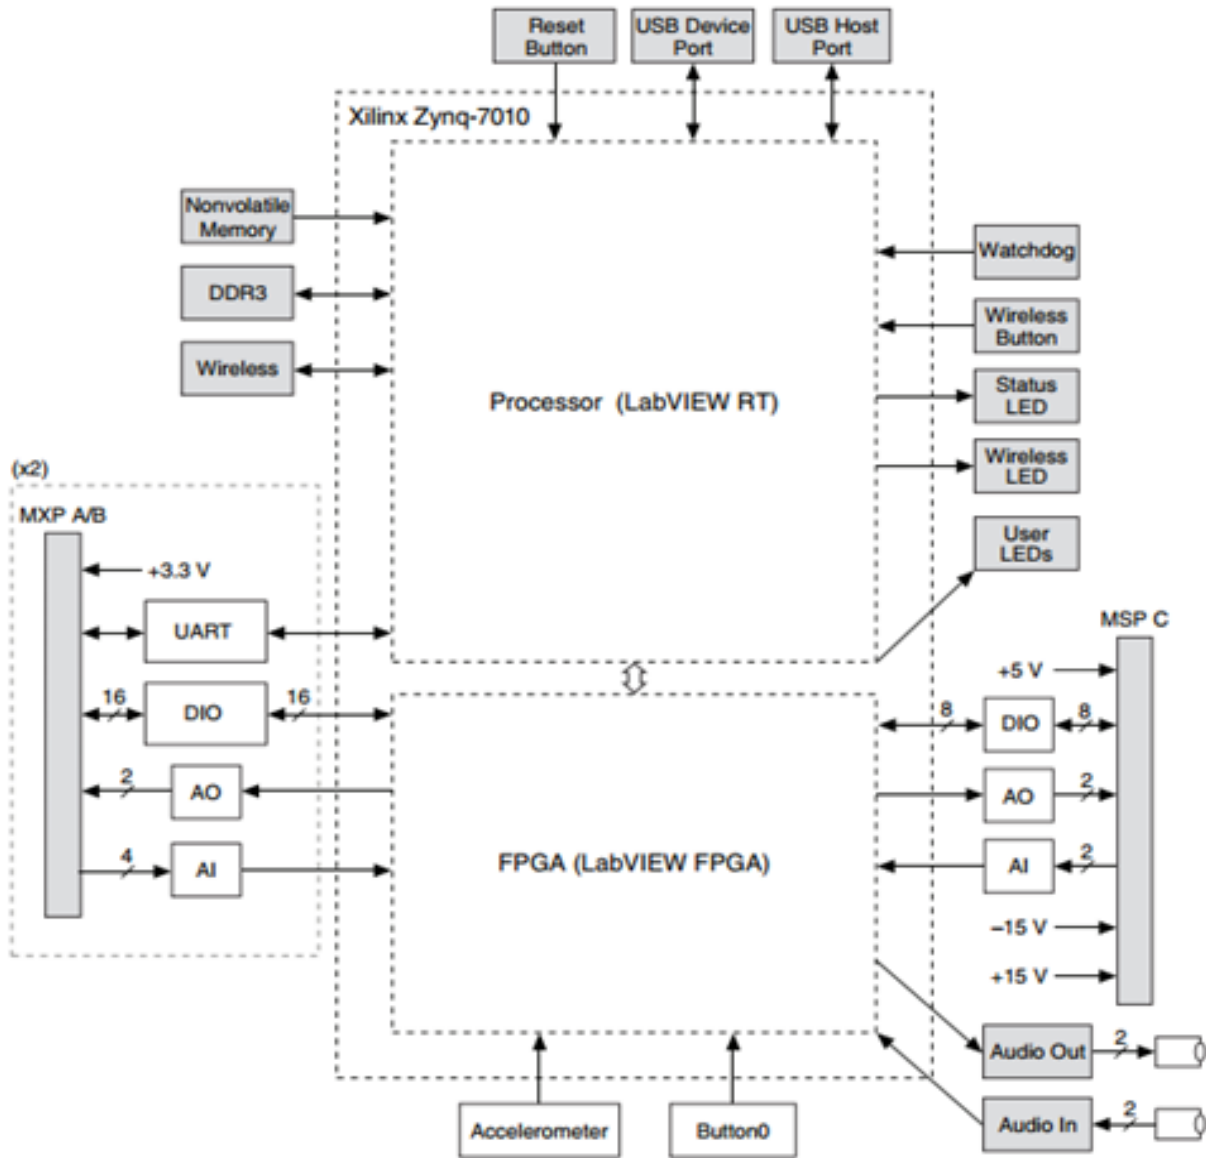 Reset
Button
USB Device
Port
USB Host
Port
Xilinx Zynq-7010
Nonvolatile
Memory
DDR3
Wireless
Processor (LabVIEW RT)
Watchdog
Wireless
Button
Status
LED
Wireless
LED
User
LEDs
(x2)
MXP A/B
+3.3 V
UART
16
DIO
16
2
AO
4
AI
FPGA (LabVIEW FPGA)
MSP C
+5 V
8
DIO
8
AO
2
AI
2
–15 V
+15 V
Audio Out
2
Audio In
2
Accelerometer
Button0